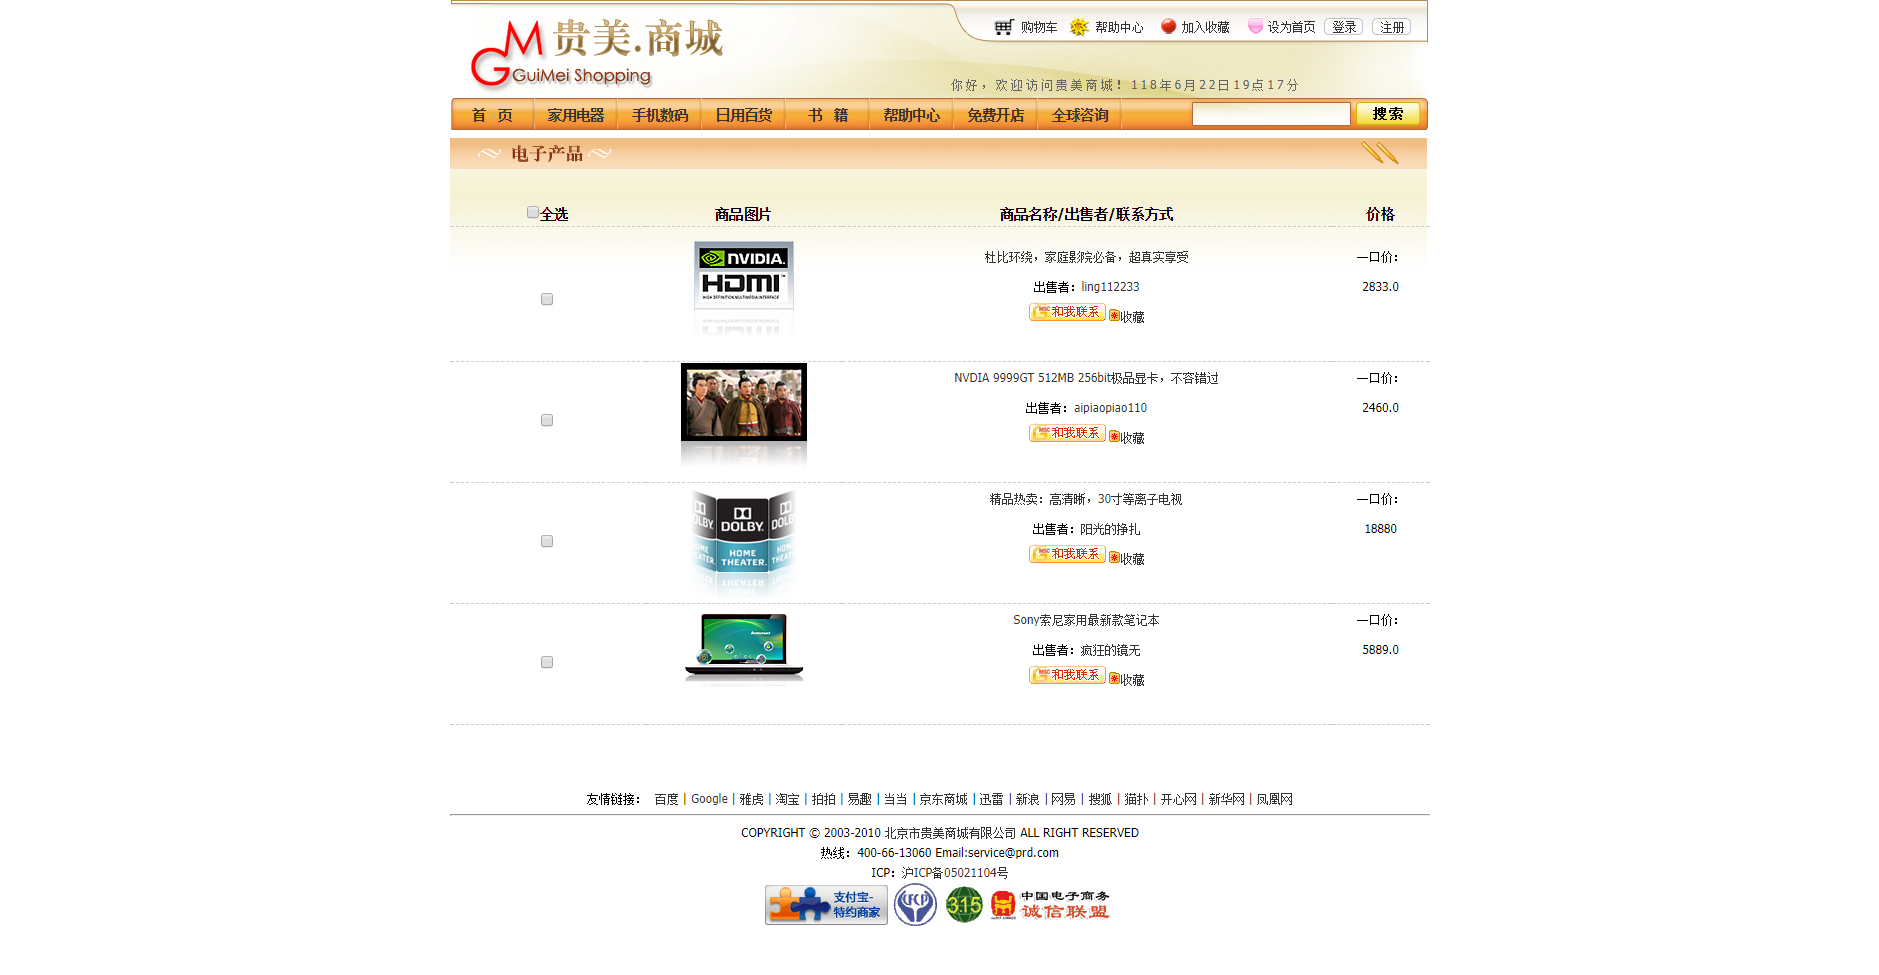 购物车 帮助中心 加入收藏 设为首页 登录 注册
贵美.商城
GuiMei Shopping
你好，欢迎访问贵美商城！118年6月22日19点17分
首 页 家用电器 手机数码 日用百货 书 籍 帮助中心 免费开店 全球咨询 搜索
电子产品
全选 商品图片 商品名称/出售者/联系方式 价格
NVIDIA.
HDMI
HIGH DEFINITION MULTIMEDIA INTERFACE
杜比环绕，家庭影院必备，超真实享受 一口价：
出售者：ling112233 2833.0
和我联系 收藏
NVDIA 9999GT 512MB 256bit极品显卡，不容错过 一口价：
出售者：aipiaopiao110 2460.0
和我联系 收藏
DOLBY.
HOME
THEATER.
精品热卖：高清晰，30寸等离子电视 一口价：
出售者：阳光的挣扎 18880
和我联系 收藏
Sony索尼家用最新款笔记本 一口价：
出售者：疯狂的镜无 5889.0
和我联系 收藏
友情链接： 百度 | Google | 雅虎 | 淘宝 | 拍拍 | 易趣 | 当当 | 京东商城 | 迅雷 | 新浪 | 网易 | 搜狐 | 猫扑 | 开心网 | 新华网 | 凤凰网
COPYRIGHT © 2003-2010 北京市贵美商城有限公司 ALL RIGHT RESERVED
热线：400-66-13060 Email:service@prd.com
ICP：沪ICP备05021104号
支付宝-
特约商家
315
中国电子商务
诚信联盟